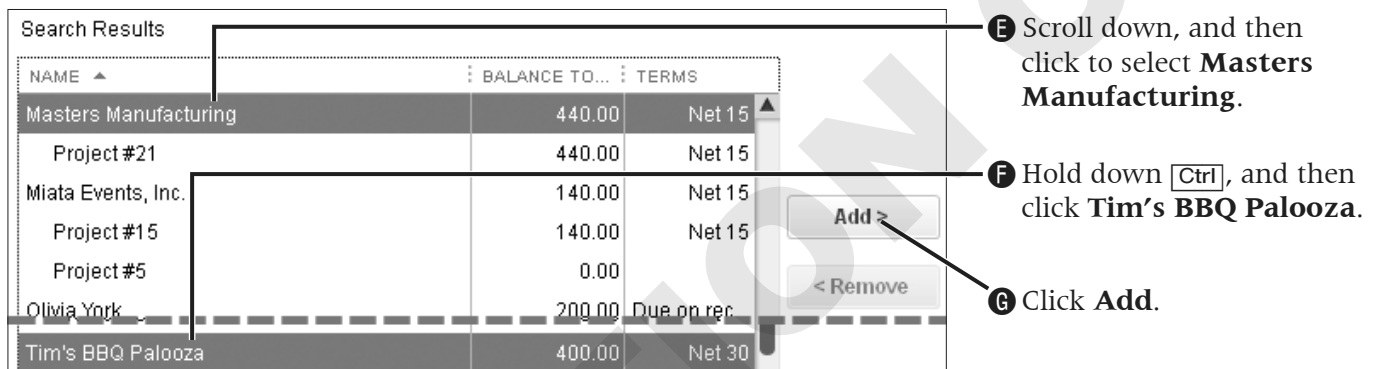 Search Results
NAME BALANCE TO... TERMS
Masters Manufacturing 440.00 Net 15
Project #21 440.00 Net 15
Miata Events, Inc. 140.00 Net 15
Project #15 140.00 Net 15
Project #5 0.00
Olivia York 200.00 Due on rec
Tim's BBQ Palooza 400.00 Net 30
Add >
< Remove
E Scroll down, and then
click to select Masters
Manufacturing.
F Hold down Ctrl, and then
click Tim's BBQ Palooza.
G Click Add.